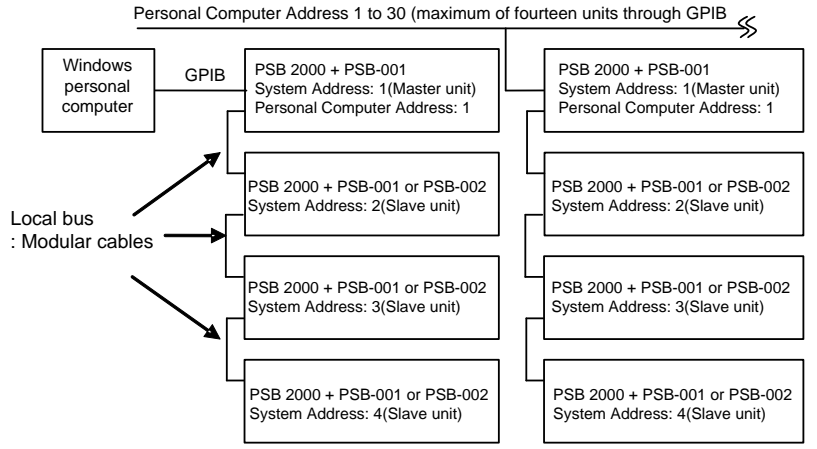 Personal Computer Address 1 to 30 (maximum of fourteen units through GPIB
Windows
personal
computer
GPIB
PSB 2000 + PSB-001
System Address: 1(Master unit)
Personal Computer Address: 1
PSB 2000 + PSB-001
System Address: 1(Master unit)
Personal Computer Address: 1
PSB 2000 + PSB-001 or PSB-002
System Address: 2(Slave unit)
PSB 2000 + PSB-001 or PSB-002
System Address: 2(Slave unit)
Local bus
: Modular cables
PSB 2000 + PSB-001 or PSB-002
System Address: 3(Slave unit)
PSB 2000 + PSB-001 or PSB-002
System Address: 3(Slave unit)
PSB 2000 + PSB-001 or PSB-002
System Address: 4(Slave unit)
PSB 2000 + PSB-001 or PSB-002
System Address: 4(Slave unit)